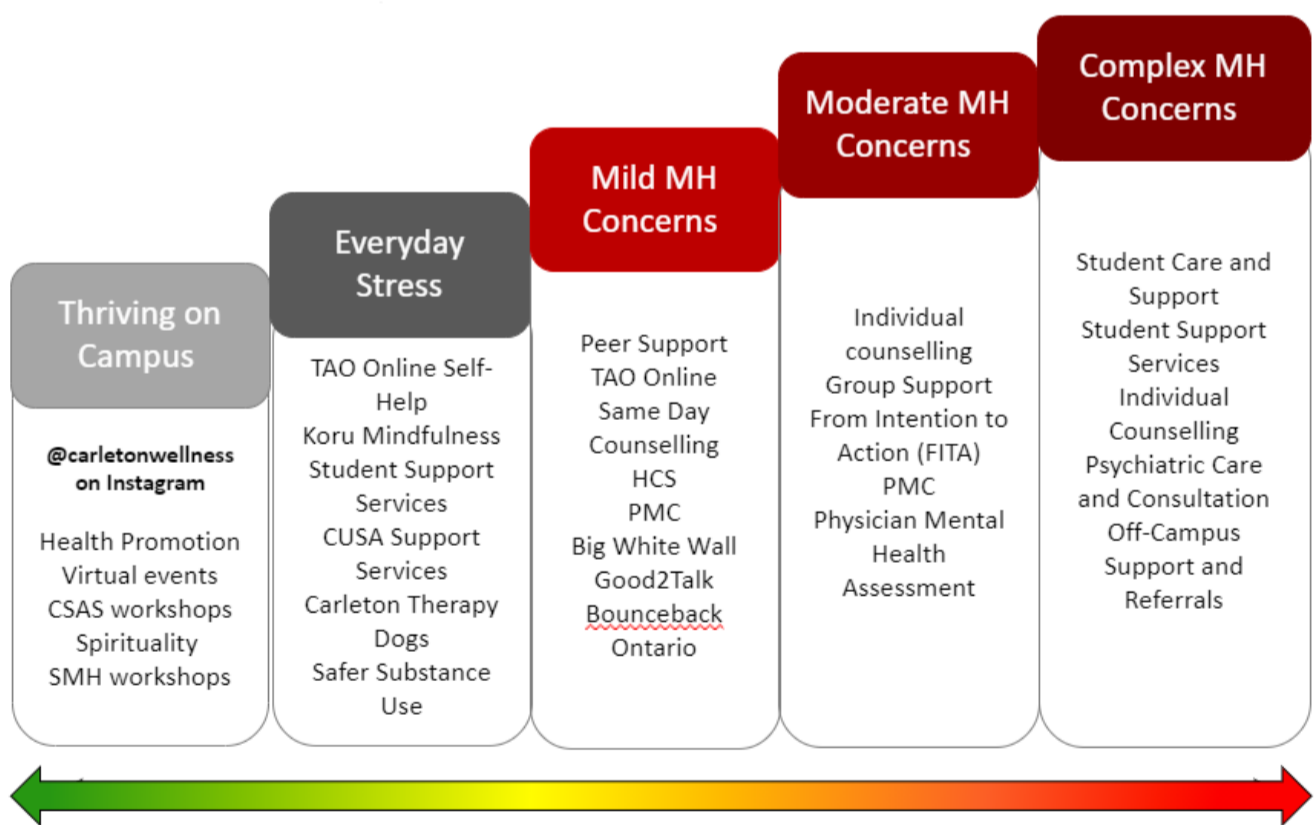 Thriving on
Campus
@carletonwellness
on Instagram
Health Promotion
Virtual events
CSAS workshops
Spirituality
SMH workshops
Everyday
Stress
TAO Online Self-
Help
Koru Mindfulness
Student Support
Services
CUSA Support
Services
Carleton Therapy
Dogs
Safer Substance
Use
Mild MH
Concerns
Peer Support
TAO Online
Same Day
Counselling
HCS
PMC
Big White Wall
Good2Talk
Bounceback
Ontario
Moderate MH
Concerns
Individual
counselling
Group Support
From Intention to
Action (FITA)
PMC
Physician Mental
Health
Assessment
Complex MH
Concerns
Student Care and
Support
Student Support
Services
Individual
Counselling
Psychiatric Care
and Consultation
Off-Campus
Support and
Referrals